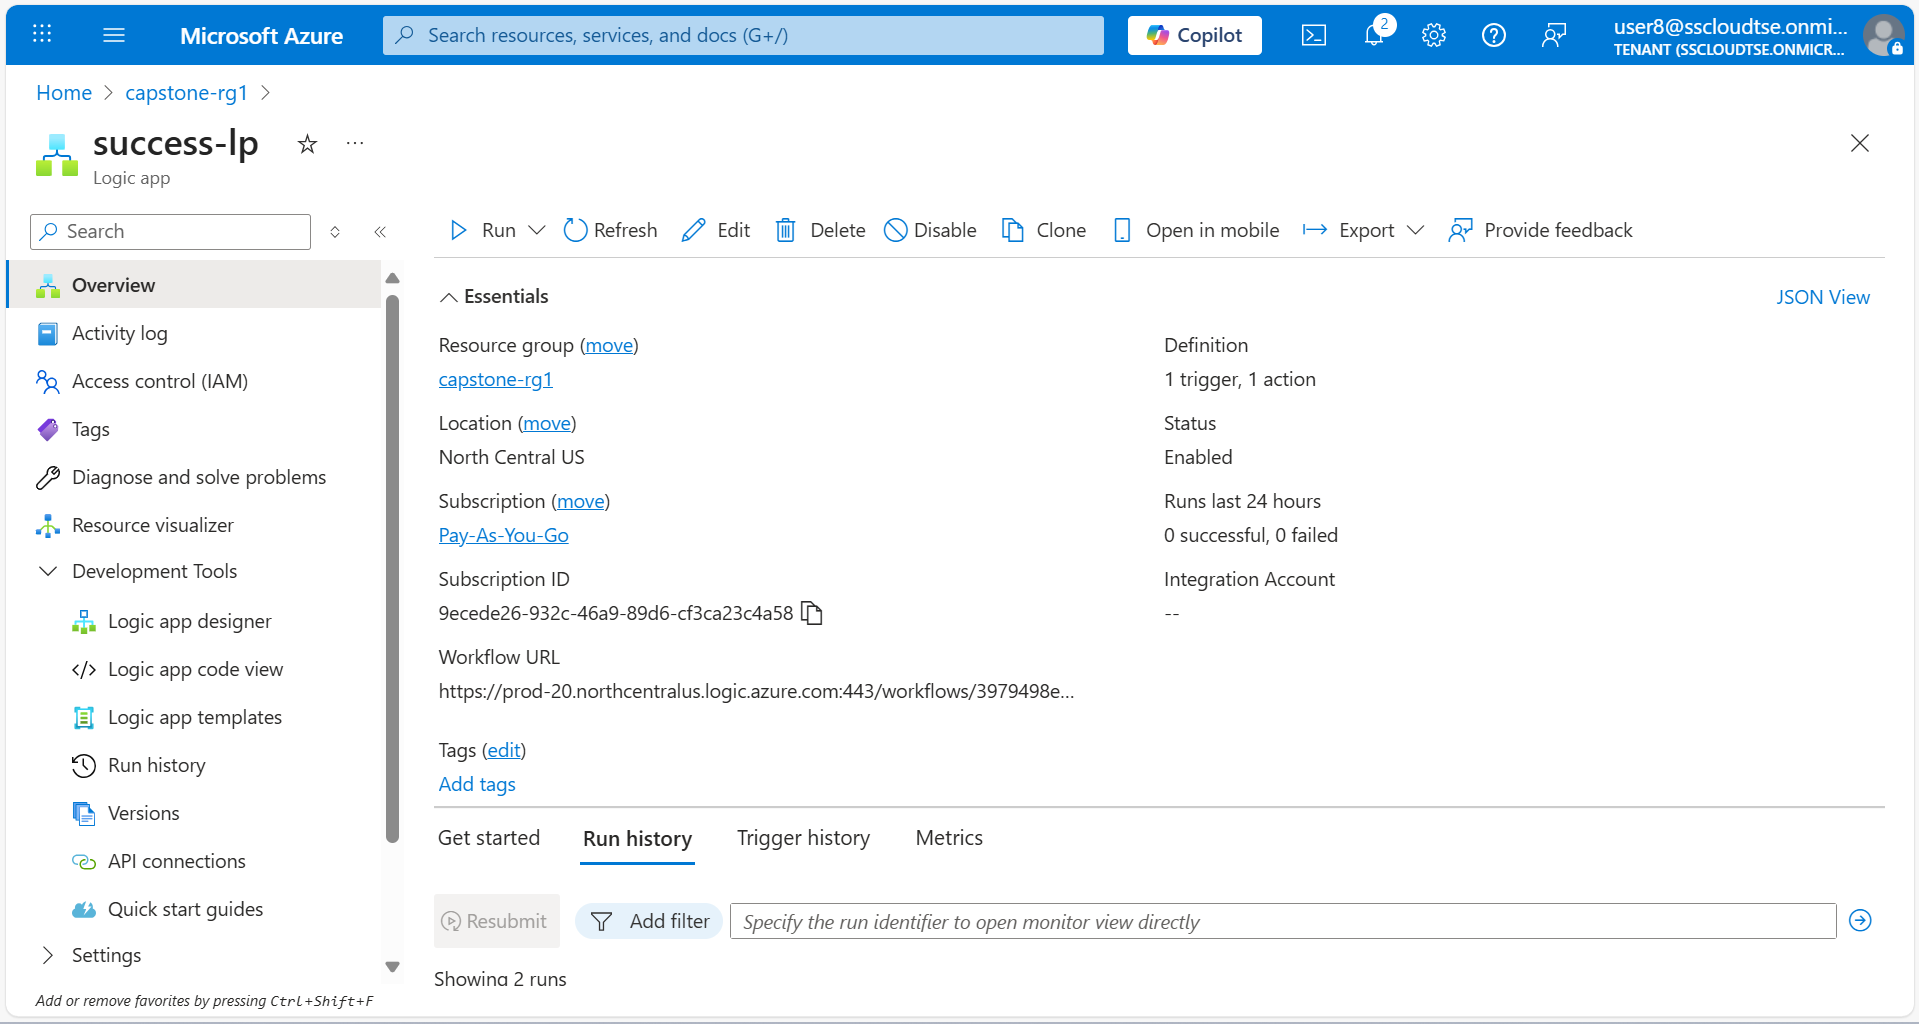 Microsoft Azure
Search resources, services, and docs (G+/)
Copilot
2
user8@sscloudtse.onmi...
TENANT (SSCLOUDTSE.ONMICR...
Home > capstone-rg1 >
success-lp
...
Logic app
Search
Run
Refresh
Edit
Delete
Disable
Clone
Open in mobile
Export
Provide feedback
Overview
Activity log
Access control (IAM)
Tags
Diagnose and solve problems
Resource visualizer
Development Tools
Logic app designer
Logic app code view
Logic app templates
Run history
Versions
API connections
Quick start guides
Settings
Add or remove favorites by pressing Ctrl+Shift+F
Essentials
JSON View
Resource group (move)
capstone-rg1
Location (move)
North Central US
Subscription (move)
Pay-As-You-Go
Subscription ID
9ecede26-932c-46a9-89d6-cf3ca23c4a58
Workflow URL
https://prod-20.northcentralus.logic.azure.com:443/workflows/3979498e...
Definition
1 trigger, 1 action
Status
Enabled
Runs last 24 hours
0 successful, 0 failed
Integration Account
--
Tags (edit)
Add tags
Get started
Run history
Trigger history
Metrics
Resubmit
Add filter
Specify the run identifier to open monitor view directly
Showing 2 runs